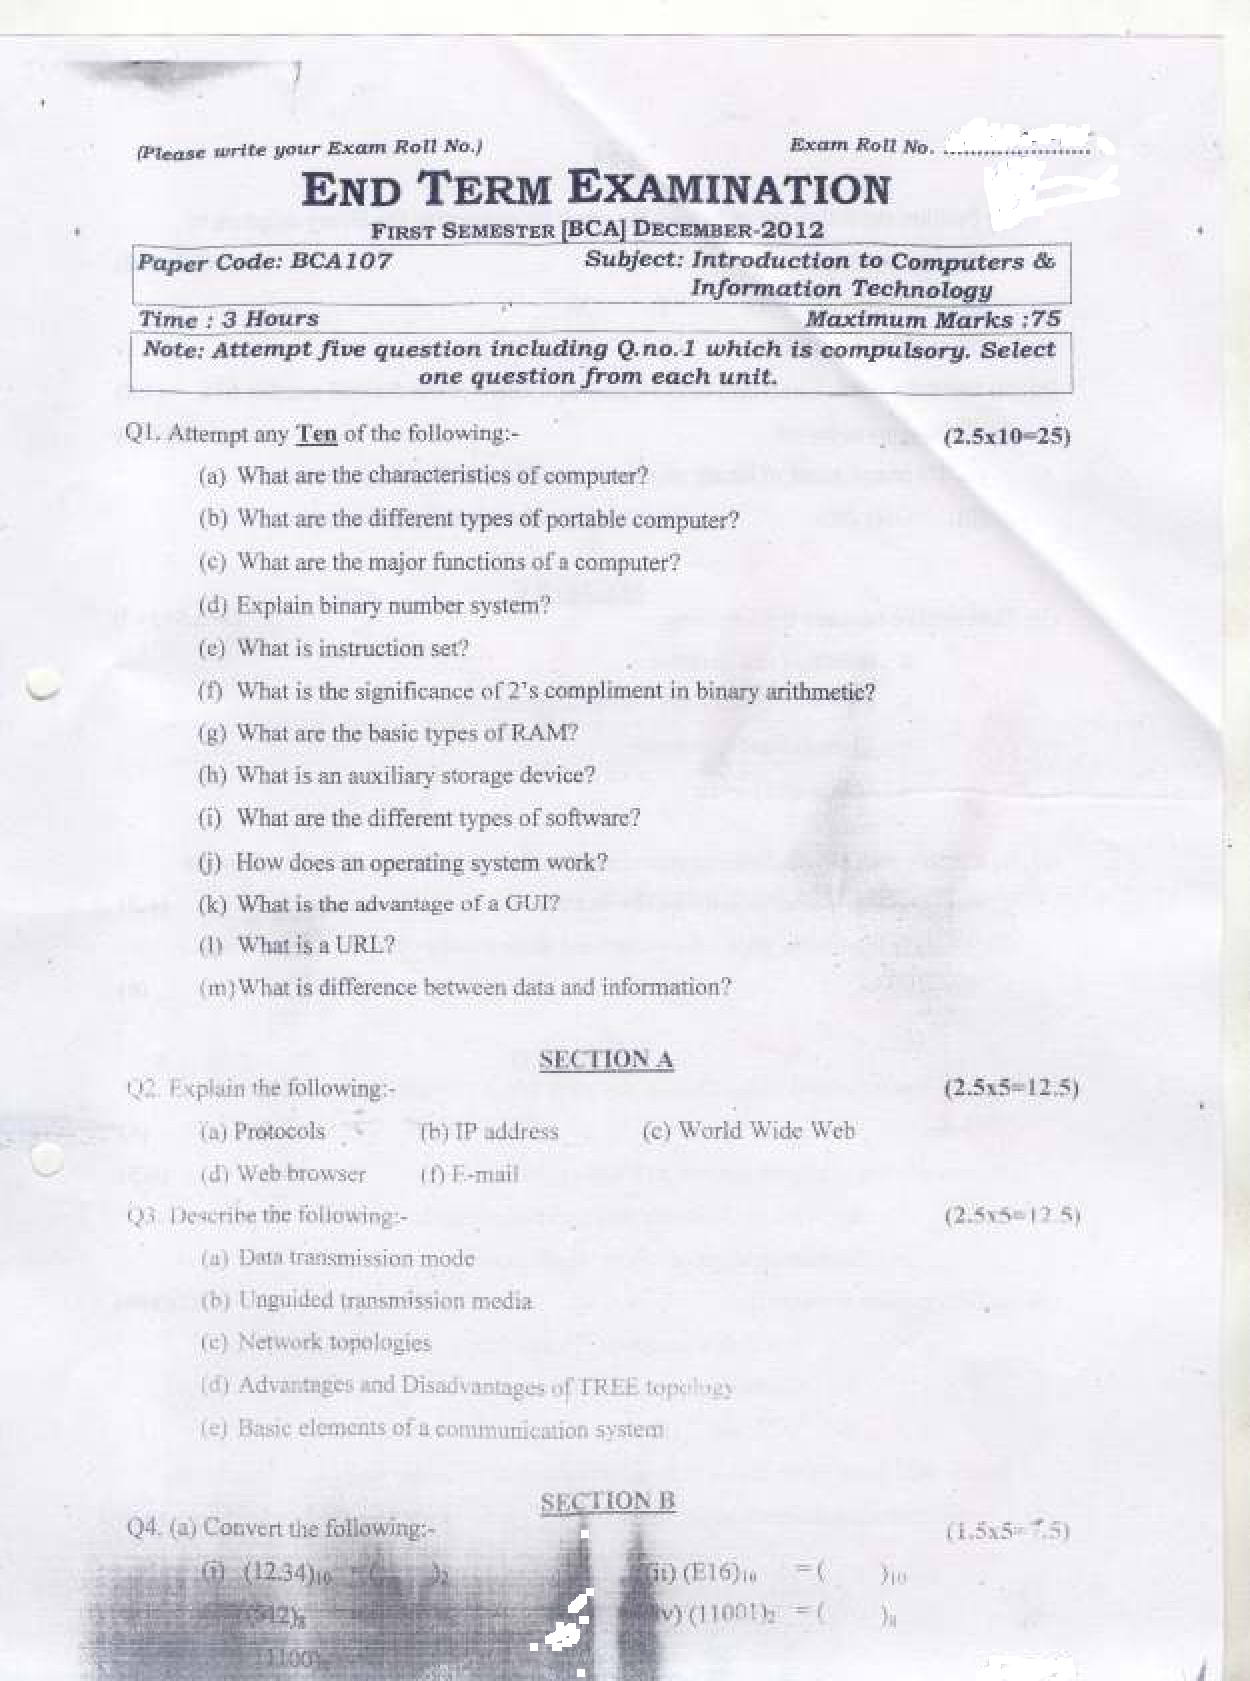 (Please write your Exam Roll No.) Exam Roll No. ........................
END TERM EXAMINATION
FIRST SEMESTER [BCA] DECEMBER-2012
Paper Code: BCA107 Subject: Introduction to Computers &
Information Technology
Time : 3 Hours Maximum Marks :75
Note: Attempt five question including Q.no.1 which is compulsory. Select
one question from each unit.
Q1. Attempt any Ten of the following:- (2.5x10=25)
(a) What are the characteristics of computer?
(b) What are the different types of portable computer?
(c) What are the major functions of a computer?
(d) Explain binary number system?
(e) What is instruction set?
(f) What is the significance of 2's compliment in binary arithmetic?
(g) What are the basic types of RAM?
(h) What is an auxiliary storage device?
(i) What are the different types of software?
(j) How does an operating system work?
(k) What is the advantage of a GUI?
(l) What is a URL?
(m) What is difference between data and information?
SECTION A
Q2. Explain the following:- (2.5x5=12.5)
(a) Protocols (b) IP address (c) World Wide Web
(d) Web browser (f) E-mail
Q3. Describe the following:- (2.5x5=12.5)
(a) Data transmission mode
(b) Unguided transmission media
(c) Network topologies
(d) Advantages and Disadvantages of TREE topology
(e) Basic elements of a communication system
SECTION B
Q4. (a) Convert the following:- (1.5x5=7.5)
(i) (12.34)10 = ( )2 (ii) (E16)16 = ( )10
(512)8 (iv) (11001)2 = ( )8